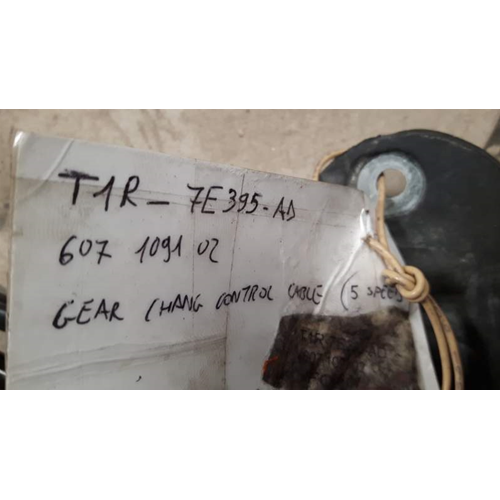 T1R - 7E395-AD
607 1091 02
GEAR CHANG CONTROL CABLE (5 SPEED